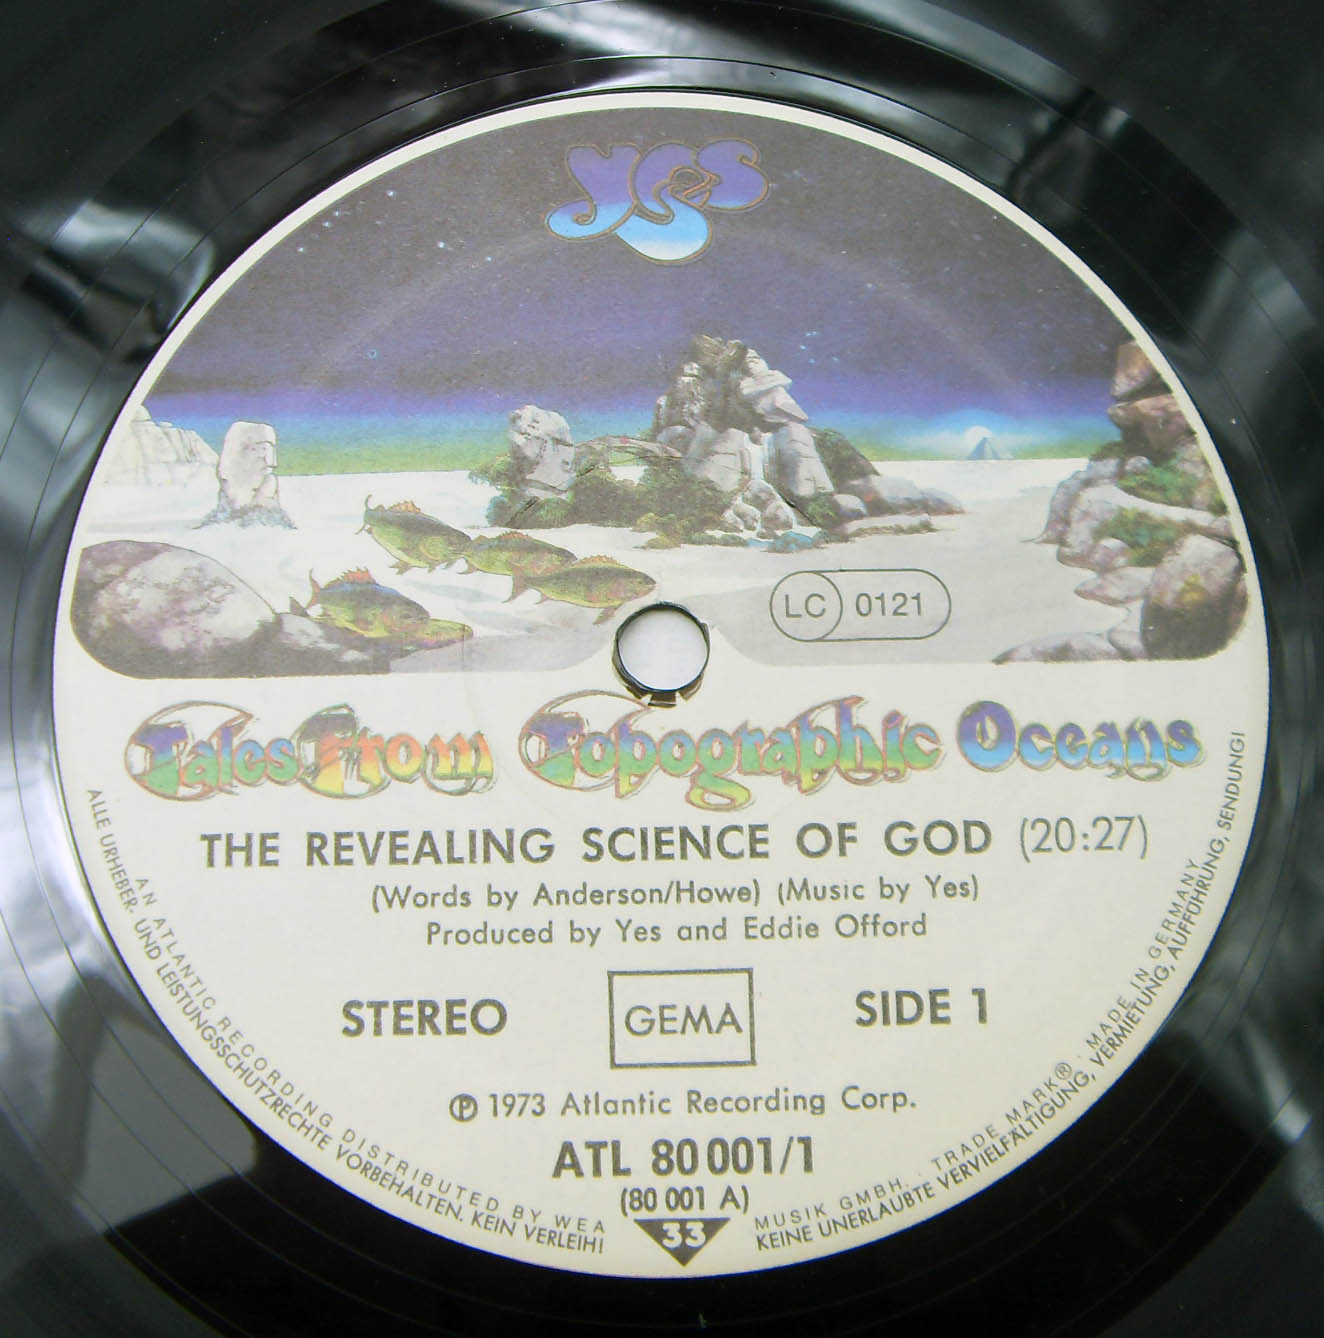 YES
LC 0121
Tales From Topographic Oceans
THE REVEALING SCIENCE OF GOD (20:27)
(Words by Anderson/Howe) (Music by Yes)
Produced by Yes and Eddie Offord
STEREO
GEMA
SIDE 1
℗ 1973 Atlantic Recording Corp.
ATL 80 001/1
(80 001 A)
33
AN ATLANTIC RECORDING DISTRIBUTED BY WEA MUSIK GMBH. · TRADE MARK® · MADE IN GERMANY
ALLE URHEBER- UND LEISTUNGSSCHUTZRECHTE VORBEHALTEN. KEIN VERLEIH! KEINE UNERLAUBTE VERVIELFÄLTIGUNG, VERMIETUNG, AUFFÜHRUNG, SENDUNG!